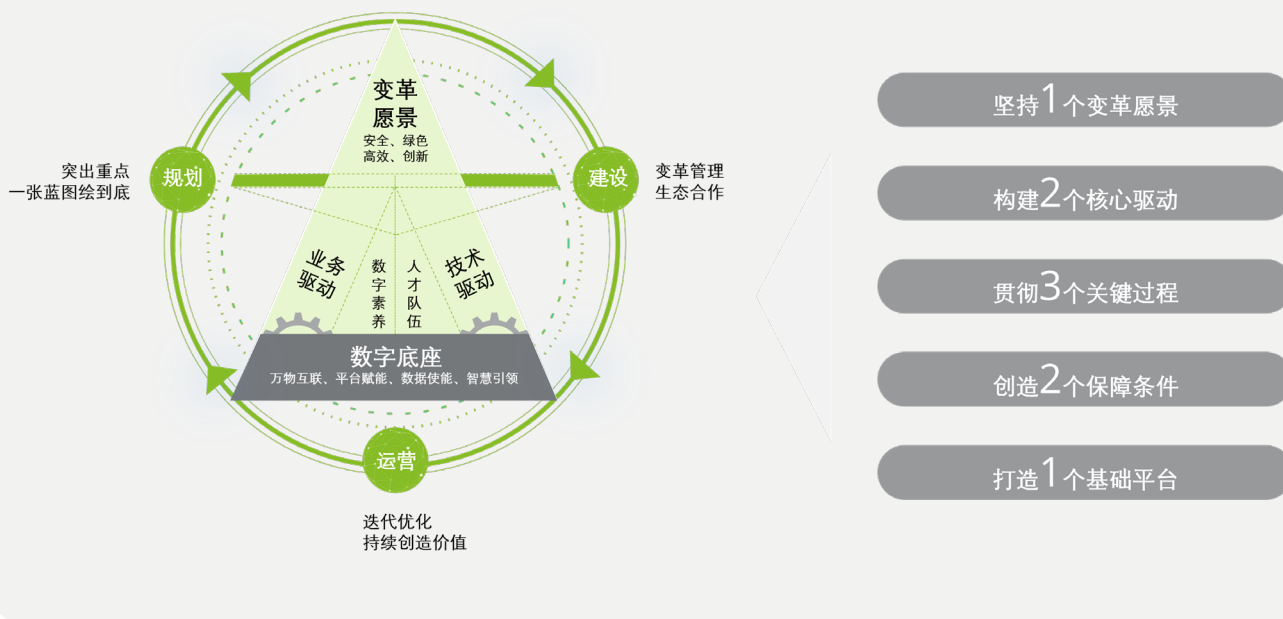 变革
愿景
安全、绿色
高效、创新
规划
突出重点
一张蓝图绘到底
建设
变革管理
生态合作
业务
驱动
数字素养
人才队伍
技术
驱动
数字底座
万物互联、平台赋能、数据使能、智慧引领
运营
迭代优化
持续创造价值
坚持1个变革愿景
构建2个核心驱动
贯彻3个关键过程
创造2个保障条件
打造1个基础平台